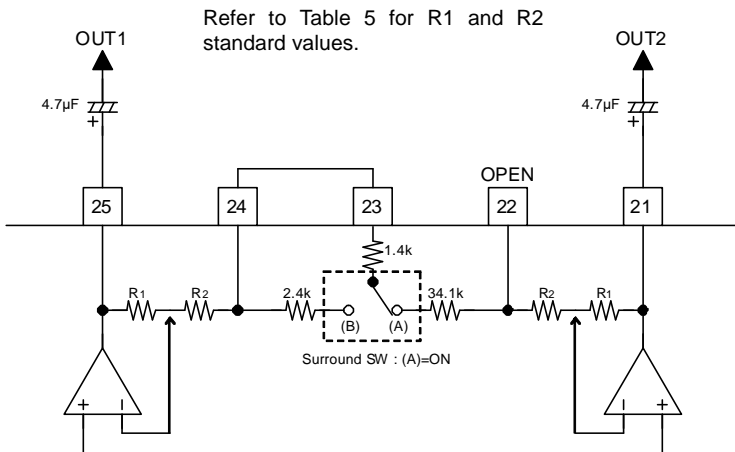 Refer to Table 5 for R1 and R2
standard values.
OUT1
OUT2
4.7µF
+
4.7µF
+
OPEN
25
24
23
22
21
1.4k
R1
R2
2.4k
34.1k
R2
R1
(B)
(A)
Surround SW : (A)=ON
+
−
−
+